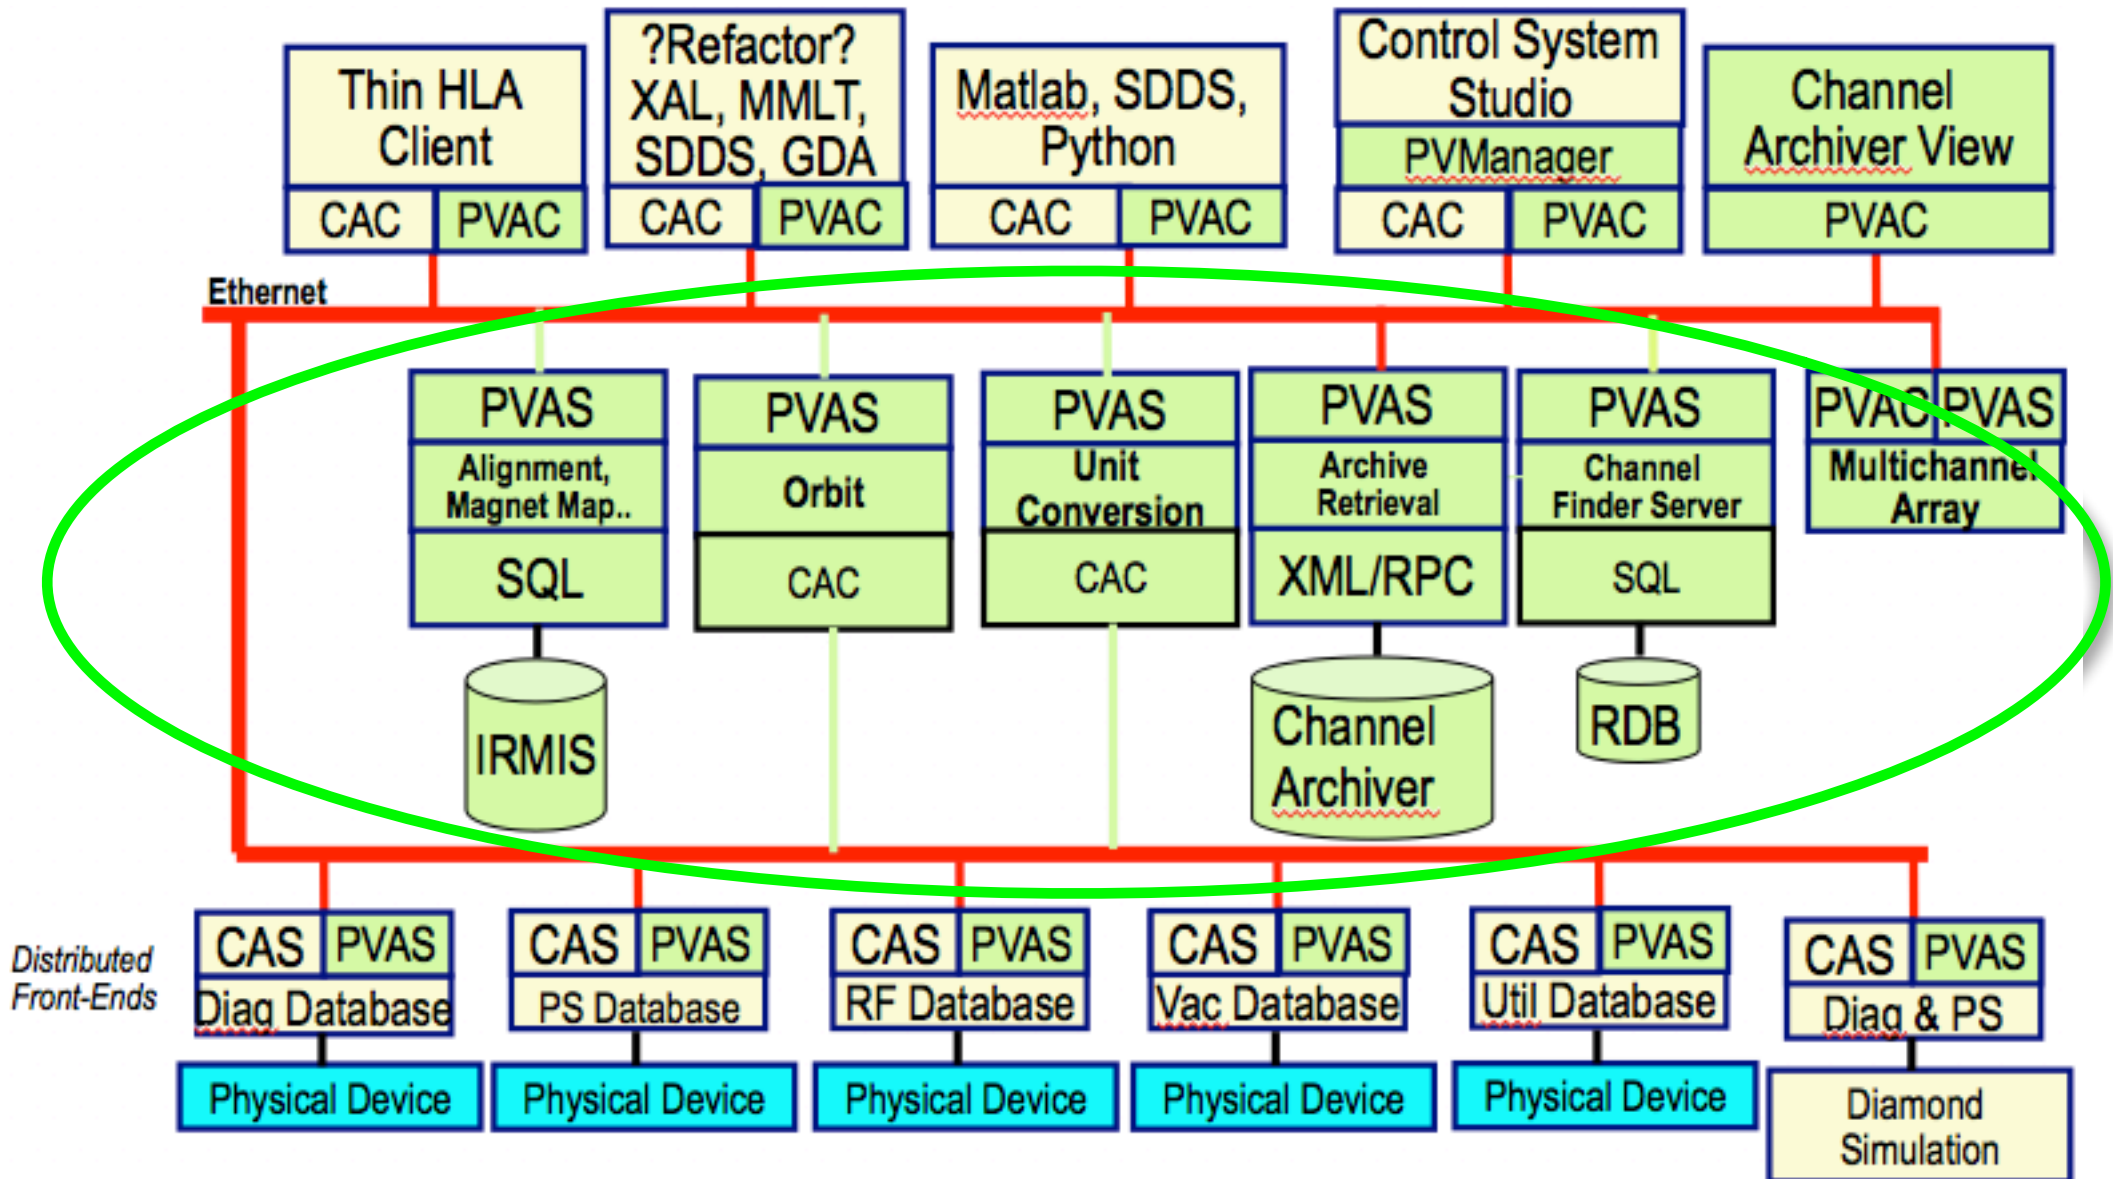 Thin HLA
Client
CAC PVAC
?Refactor?
XAL, MMLT,
SDDS, GDA
CAC PVAC
Matlab, SDDS,
Python
CAC PVAC
Control System
Studio
PVManager
CAC PVAC
Channel
Archiver View
PVAC
Ethernet
PVAS
Alignment,
Magnet Map..
SQL
IRMIS
PVAS
Orbit
CAC
PVAS
Unit
Conversion
CAC
PVAS
Archive
Retrieval
XML/RPC
Channel
Archiver
PVAS
Channel
Finder Server
SQL
RDB
PVAC PVAS
Multichannel
Array
Distributed
Front-Ends
CAS PVAS
Diag Database
Physical Device
CAS PVAS
PS Database
Physical Device
CAS PVAS
RF Database
Physical Device
CAS PVAS
Vac Database
Physical Device
CAS PVAS
Util Database
Physical Device
CAS PVAS
Diag & PS
Diamond
Simulation